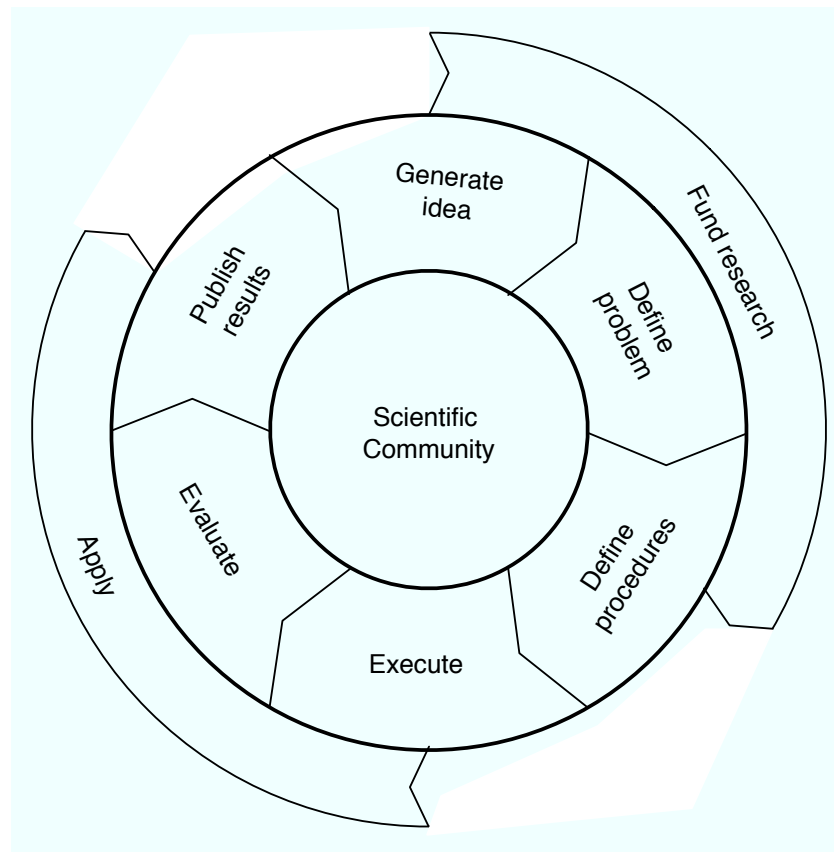 Generate
idea
Fund research
Define
problem
Define
procedures
Execute
Evaluate
Apply
Publish
results
Scientific
Community